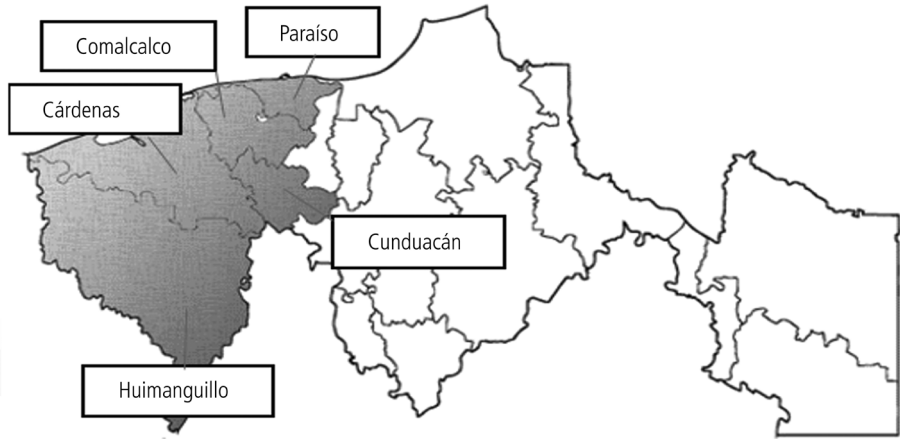 Paraíso
Comalcalco
Cárdenas
Cunduacán
Huimanguillo